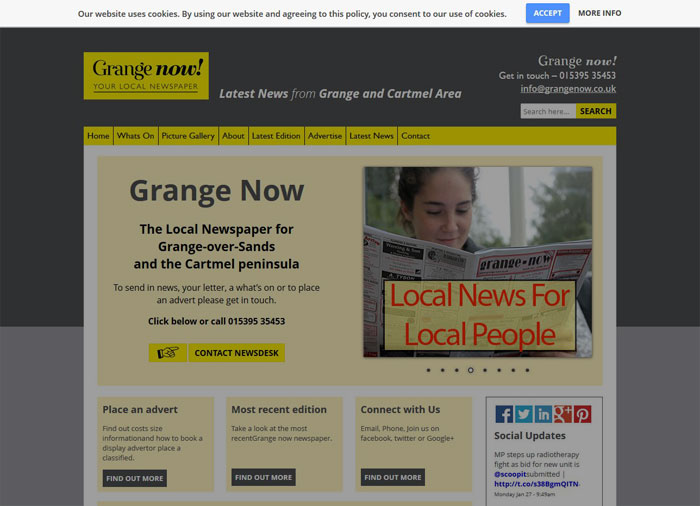 Our website uses cookies. By using our website and agreeing to this policy, you consent to our use of cookies. ACCEPT MORE INFO
Grange now!
YOUR LOCAL NEWSPAPER
Latest News from Grange and Cartmel Area
Grange now!
Get in touch – 015395 35453
info@grangenow.co.uk
Search here... SEARCH
Home Whats On Picture Gallery About Latest Edition Advertise Latest News Contact
Grange Now
The Local Newspaper for
Grange-over-Sands
and the Cartmel peninsula
To send in news, your letter, a what's on or to place
an advert please get in touch.
Click below or call 015395 35453
CONTACT NEWSDESK
grange now
Local News For
Local People
Place an advert
Find out costs size
informationand how to book a
display advertor place a
classified.
FIND OUT MORE
Most recent edition
Take a look at the most
recentGrange now newspaper.
FIND OUT MORE
Connect with Us
Email, Phone, Join us on
facebook, twitter or Google+
FIND OUT MORE
Social Updates
MP steps up radiotherapy
fight as bid for new unit is
@scoopitsubmitted |
http://t.co/s38BgmQITN
Monday Jan 27 - 9:49am